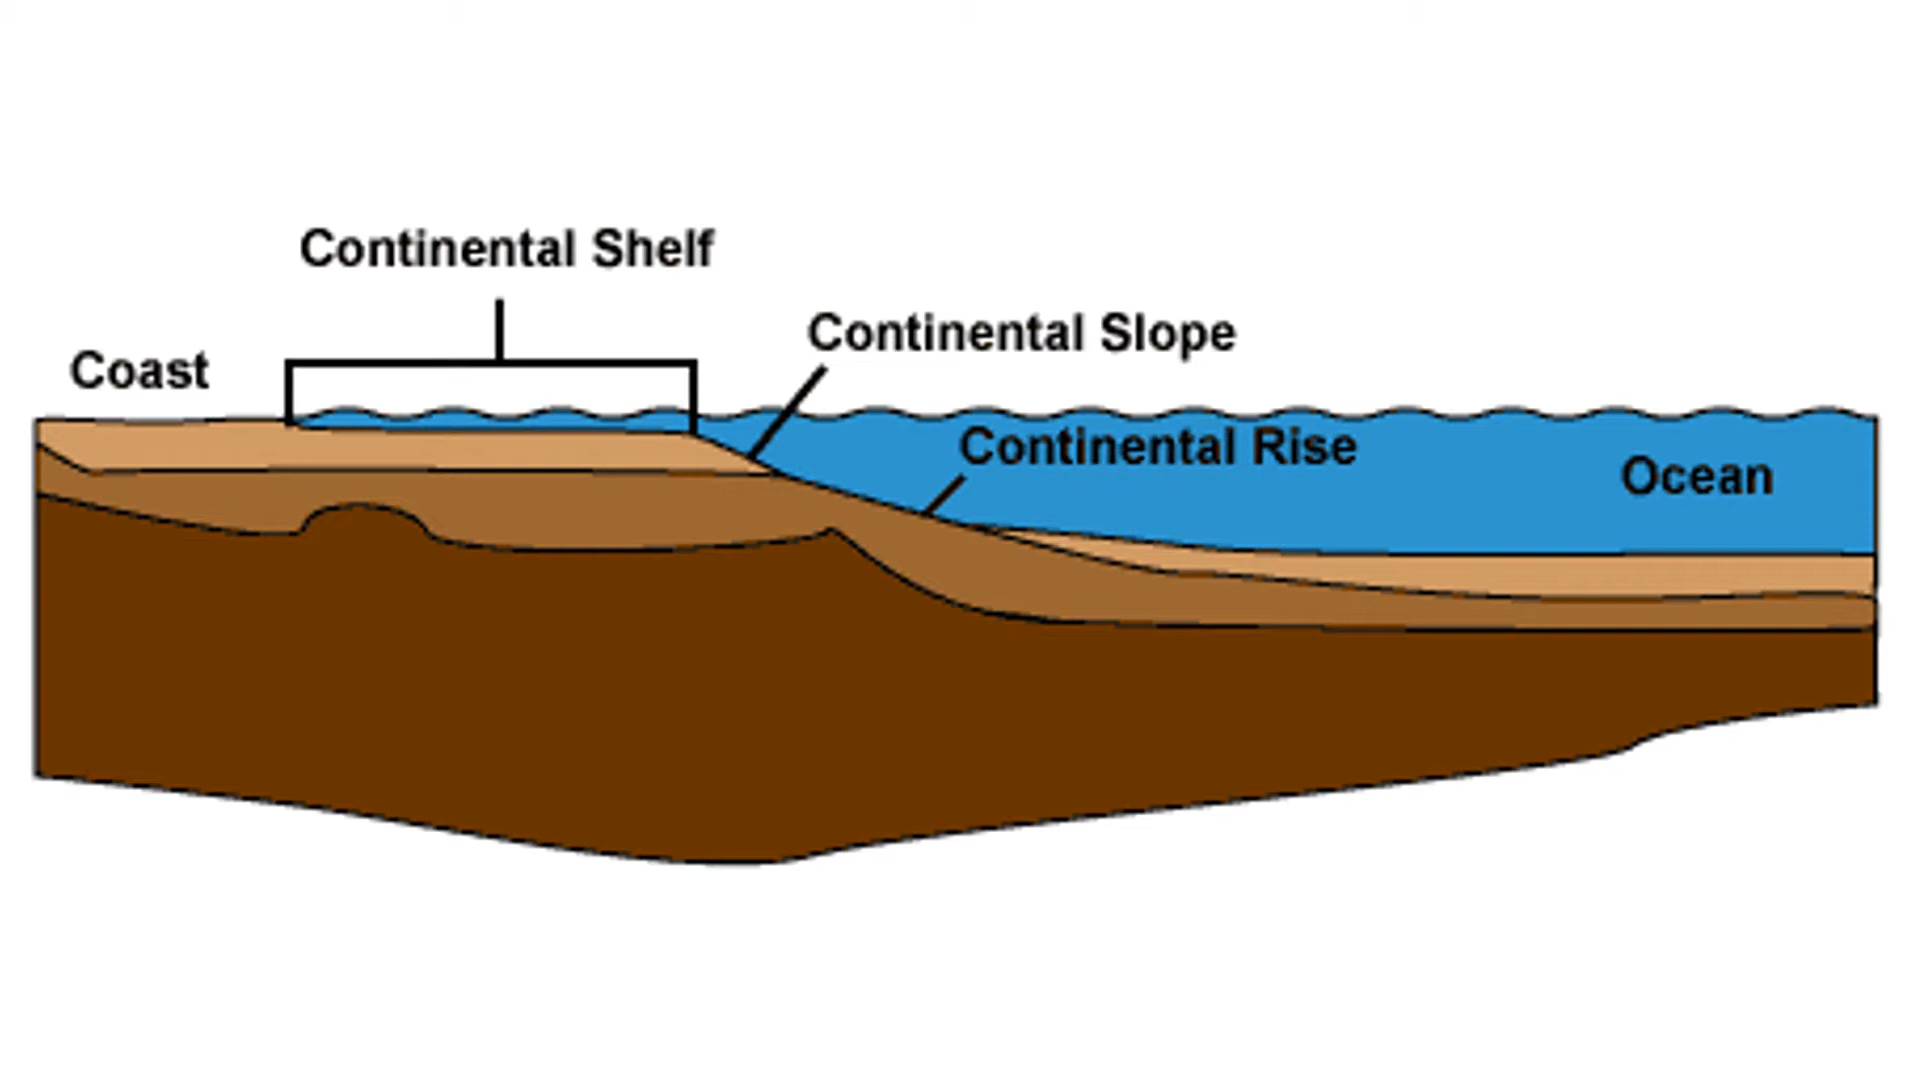 Continental Shelf
Continental Slope
Coast
Continental Rise
Ocean